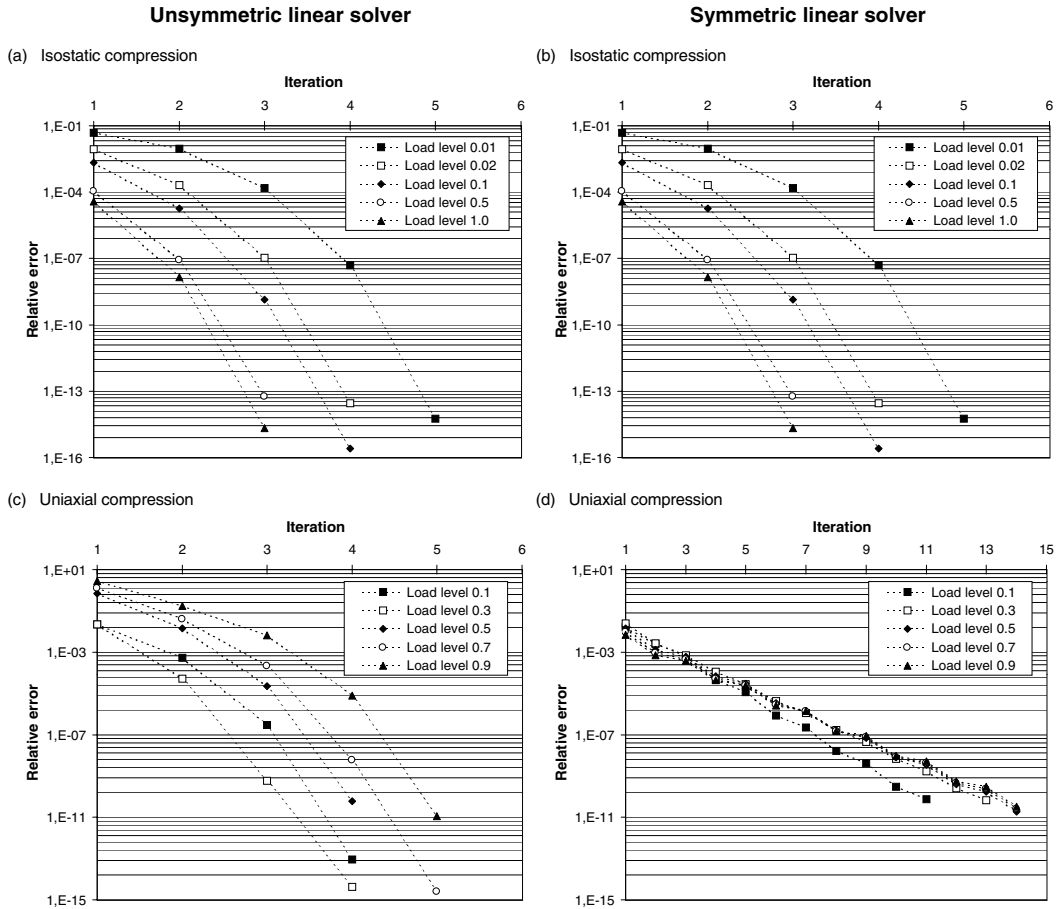 Unsymmetric linear solver
Symmetric linear solver
(a) Isostatic compression
Iteration
1 2 3 4 5 6
1,E−01
1,E−04
1,E−07
1,E−10
1,E−13
1,E−16
Relative error
Load level 0.01
Load level 0.02
Load level 0.1
Load level 0.5
Load level 1.0
(b) Isostatic compression
Iteration
1 2 3 4 5 6
1,E−01
1,E−04
1,E−07
1,E−10
1,E−13
1,E−16
Relative error
Load level 0.01
Load level 0.02
Load level 0.1
Load level 0.5
Load level 1.0
(c) Uniaxial compression
Iteration
1 2 3 4 5 6
1,E+01
1,E−03
1,E−07
1,E−11
1,E−15
Relative error
Load level 0.1
Load level 0.3
Load level 0.5
Load level 0.7
Load level 0.9
(d) Uniaxial compression
Iteration
1 3 5 7 9 11 13 15
1,E+01
1,E−03
1,E−07
1,E−11
1,E−15
Relative error
Load level 0.1
Load level 0.3
Load level 0.5
Load level 0.7
Load level 0.9